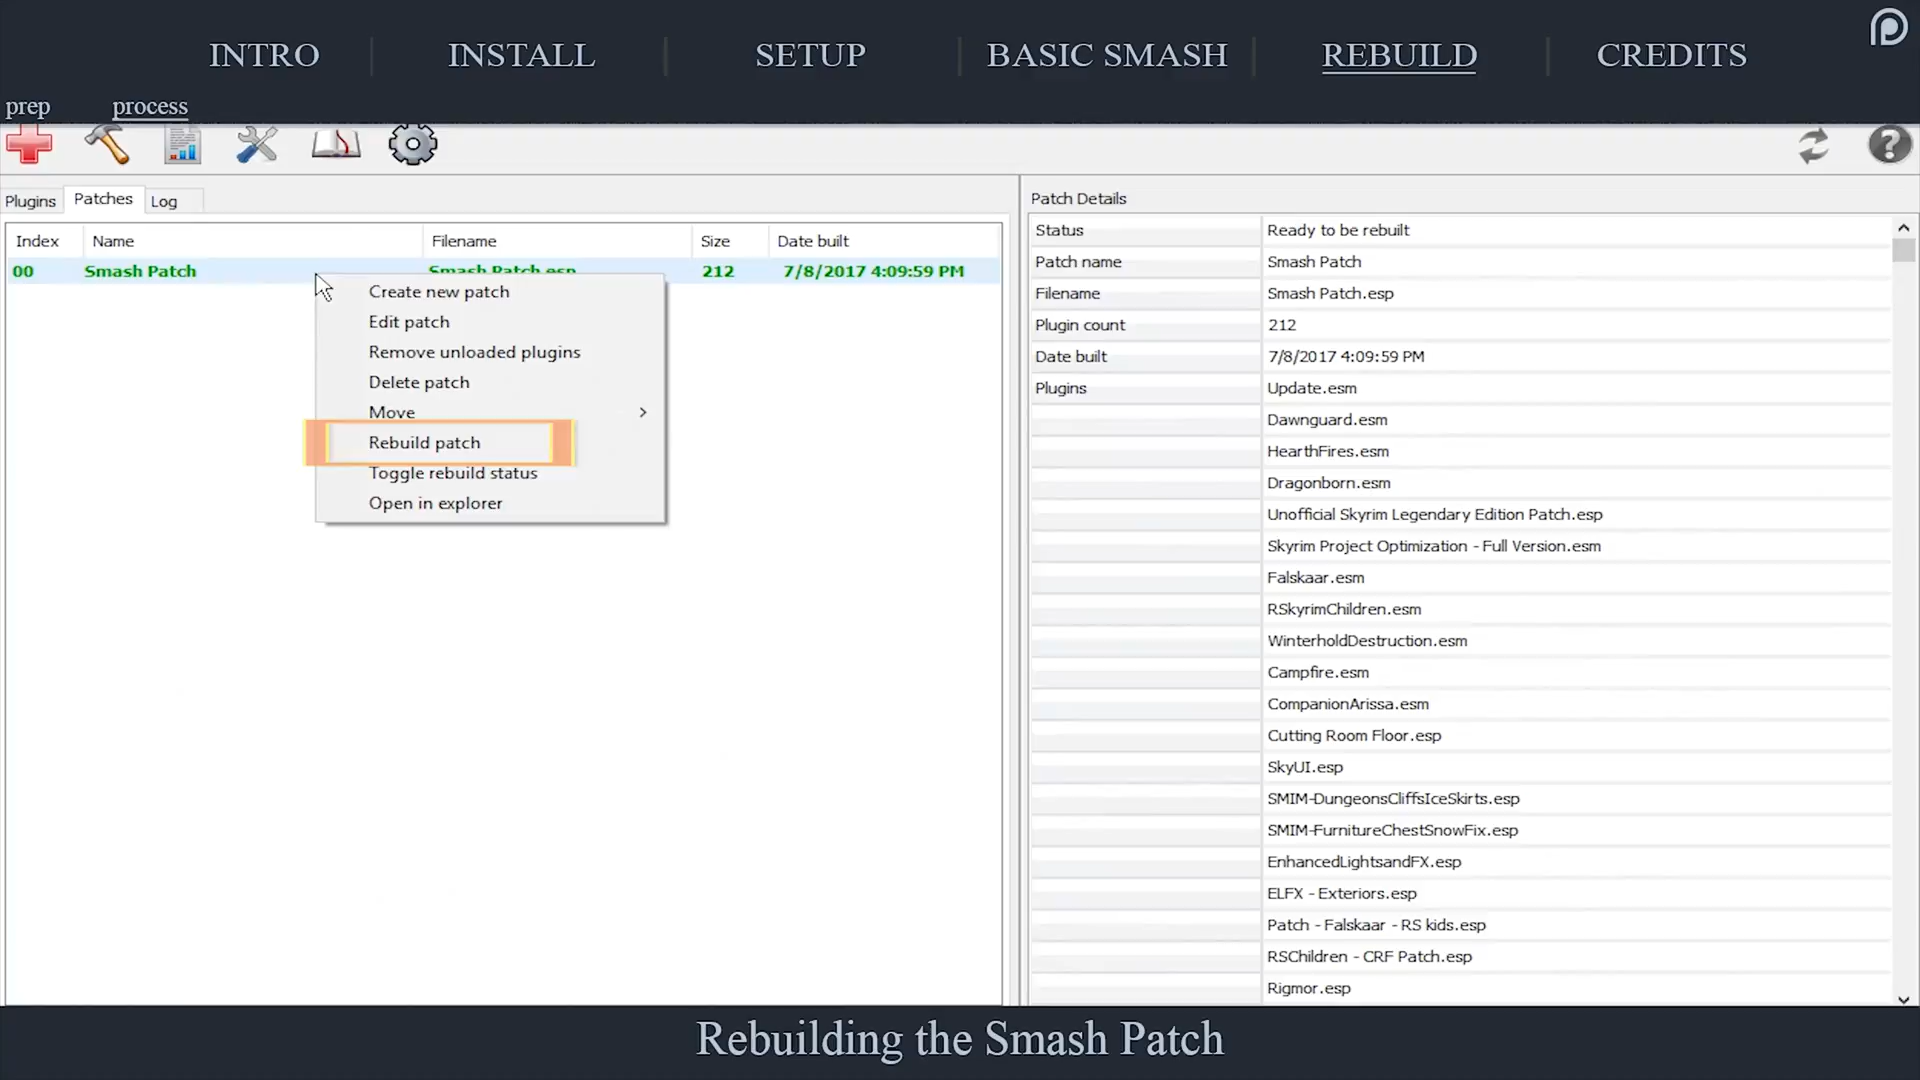 INTRO
INSTALL
SETUP
BASIC SMASH
REBUILD
CREDITS
prep
process
Plugins
Patches
Log
Index
Name
Filename
Size
Date built
00
Smash Patch
Smash Patch.esp
212
7/8/2017 4:09:59 PM
Create new patch
Edit patch
Remove unloaded plugins
Delete patch
Move
Rebuild patch
Toggle rebuild status
Open in explorer
Patch Details
Status
Ready to be rebuilt
Patch name
Smash Patch
Filename
Smash Patch.esp
Plugin count
212
Date built
7/8/2017 4:09:59 PM
Plugins
Update.esm
Dawnguard.esm
HearthFires.esm
Dragonborn.esm
Unofficial Skyrim Legendary Edition Patch.esp
Skyrim Project Optimization - Full Version.esm
Falskaar.esm
RSkyrimChildren.esm
WinterholdDestruction.esm
Campfire.esm
CompanionArissa.esm
Cutting Room Floor.esp
SkyUI.esp
SMIM-DungeonsCliffsIceSkirts.esp
SMIM-FurnitureChestSnowFix.esp
EnhancedLightsandFX.esp
ELFX - Exteriors.esp
Patch - Falskaar - RS kids.esp
RSChildren - CRF Patch.esp
Rigmor.esp
Rebuilding the Smash Patch